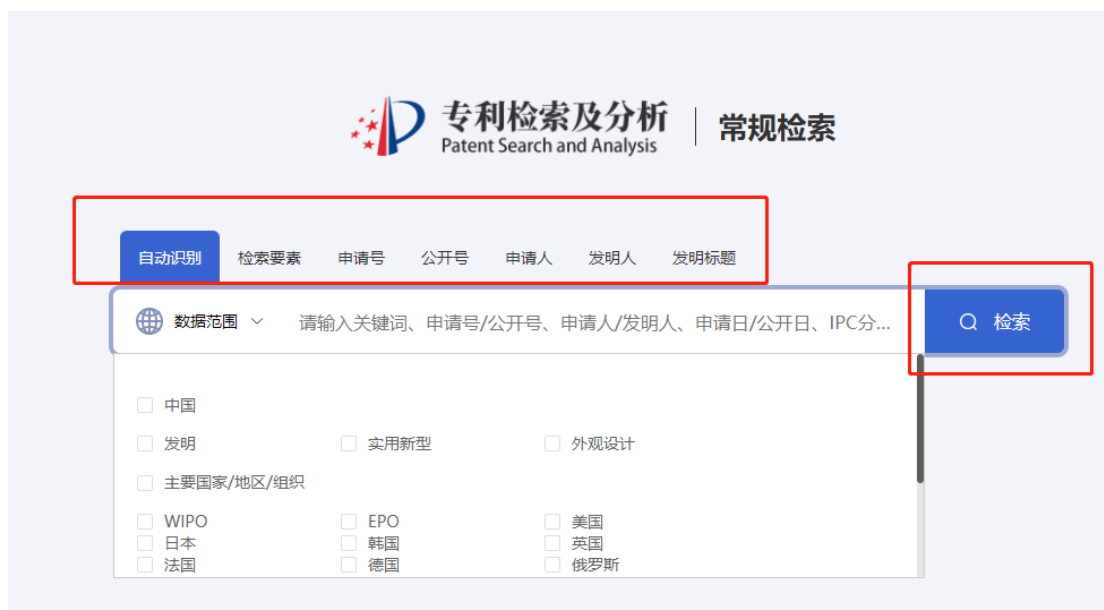 专利检索及分析 常规检索
Patent Search and Analysis
自动识别 检索要素 申请号 公开号 申请人 发明人 发明标题
数据范围 请输入关键词、申请号/公开号、申请人/发明人、申请日/公开日、IPC分... 检索
中国
发明 实用新型 外观设计
主要国家/地区/组织
WIPO EPO 美国
日本 韩国 英国
法国 德国 俄罗斯